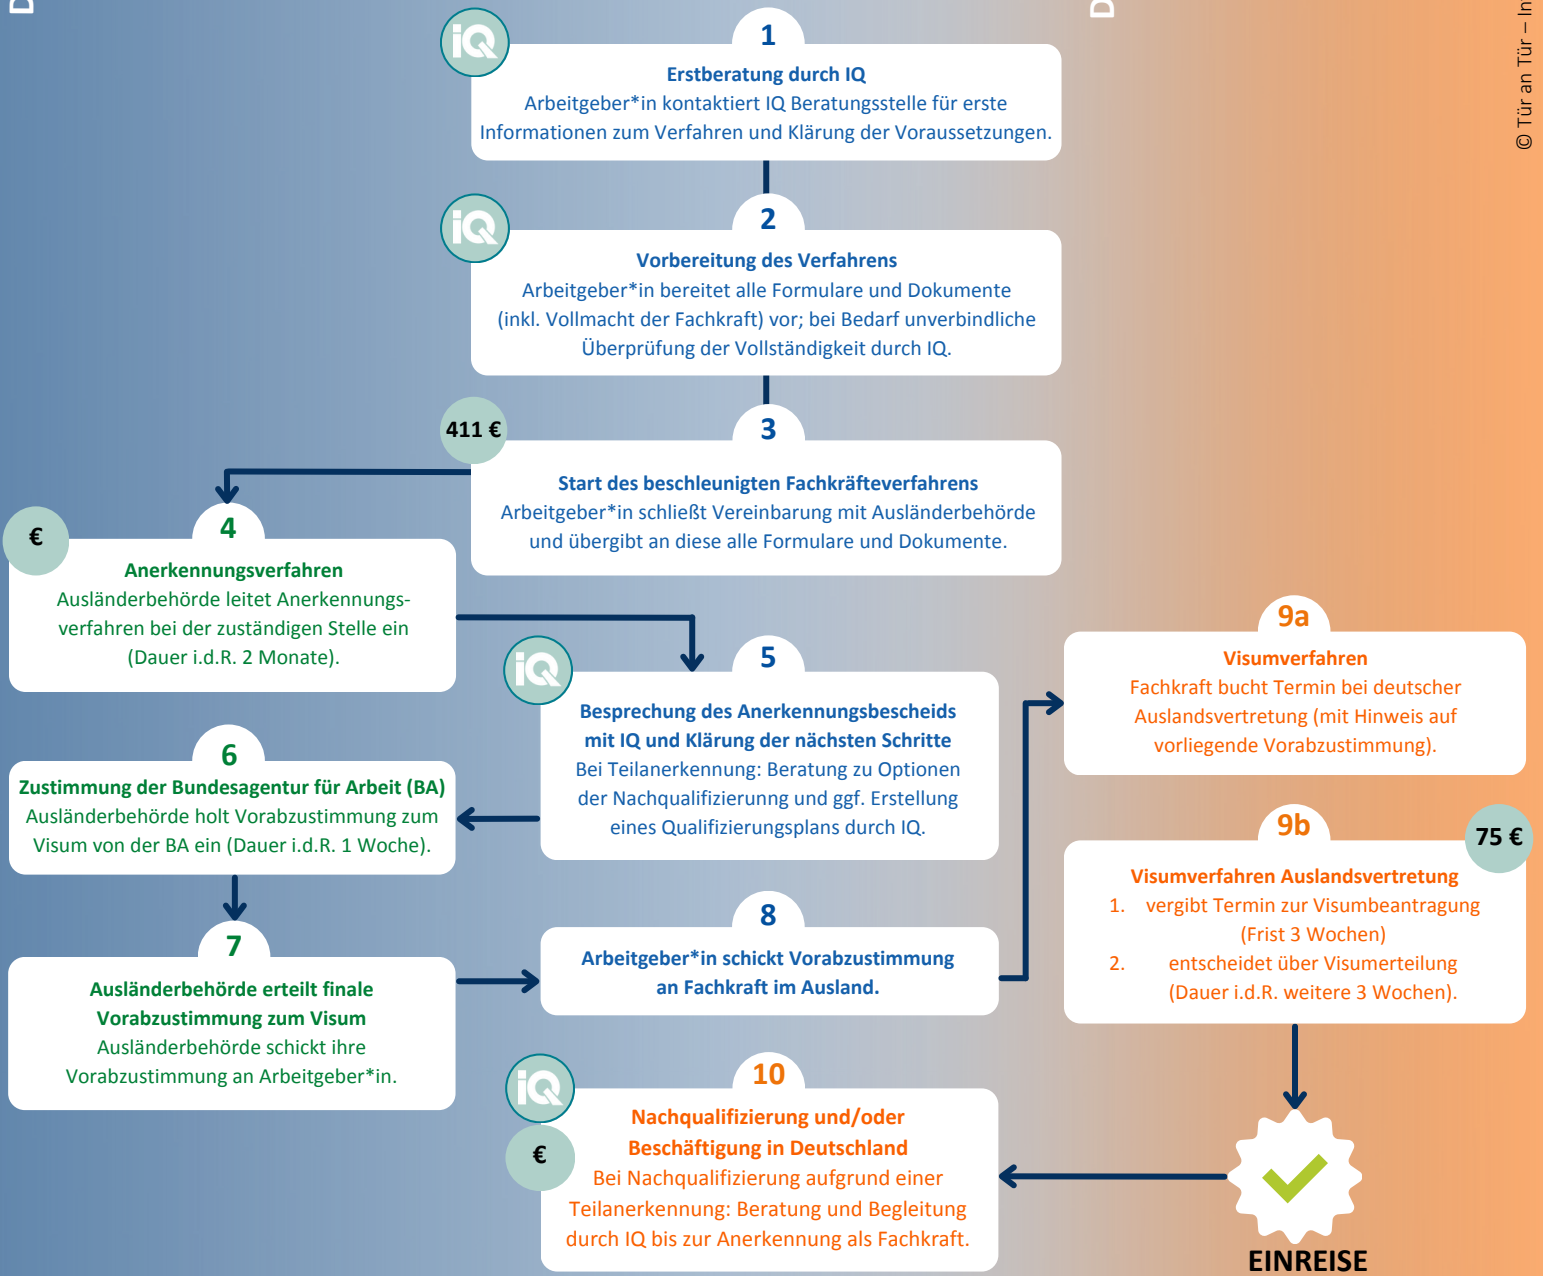 iQ
1
Erstberatung durch IQ
Arbeitgeber*in kontaktiert IQ Beratungsstelle für erste
Informationen zum Verfahren und Klärung der Voraussetzungen.
iQ
2
Vorbereitung des Verfahrens
Arbeitgeber*in bereitet alle Formulare und Dokumente
(inkl. Vollmacht der Fachkraft) vor; bei Bedarf unverbindliche
Überprüfung der Vollständigkeit durch IQ.
411 €
3
Start des beschleunigten Fachkräfteverfahrens
Arbeitgeber*in schließt Vereinbarung mit Ausländerbehörde
und übergibt an diese alle Formulare und Dokumente.
€
4
Anerkennungsverfahren
Ausländerbehörde leitet Anerkennungs-
verfahren bei der zuständigen Stelle ein
(Dauer i.d.R. 2 Monate).
iQ
5
Besprechung des Anerkennungsbescheids
mit IQ und Klärung der nächsten Schritte
Bei Teilanerkennung: Beratung zu Optionen
der Nachqualifizierunng und ggf. Erstellung
eines Qualifizierungsplans durch IQ.
6
Zustimmung der Bundesagentur für Arbeit (BA)
Ausländerbehörde holt Vorabzustimmung zum
Visum von der BA ein (Dauer i.d.R. 1 Woche).
7
Ausländerbehörde erteilt finale
Vorabzustimmung zum Visum
Ausländerbehörde schickt ihre
Vorabzustimmung an Arbeitgeber*in.
8
Arbeitgeber*in schickt Vorabzustimmung
an Fachkraft im Ausland.
9a
Visumverfahren
Fachkraft bucht Termin bei deutscher
Auslandsvertretung (mit Hinweis auf
vorliegende Vorabzustimmung).
9b
75 €
Visumverfahren Auslandsvertretung
1. vergibt Termin zur Visumbeantragung
(Frist 3 Wochen)
2. entscheidet über Visumerteilung
(Dauer i.d.R. weitere 3 Wochen).
EINREISE
iQ
€
10
Nachqualifizierung und/oder
Beschäftigung in Deutschland
Bei Nachqualifizierung aufgrund einer
Teilanerkennung: Beratung und Begleitung
durch IQ bis zur Anerkennung als Fachkraft.
© Tür an Tür – In